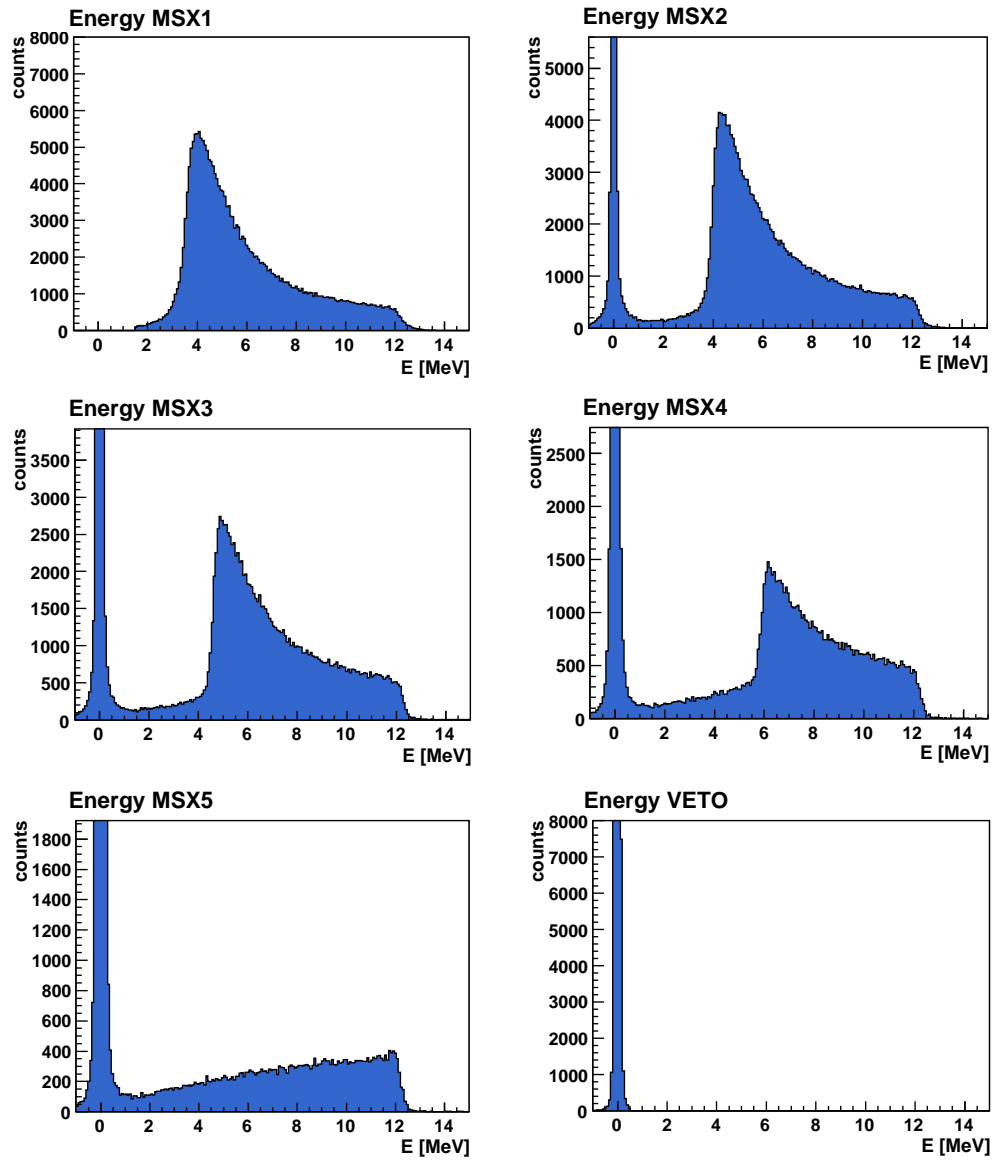 Energy MSX1
counts
8000
7000
6000
5000
4000
3000
2000
1000
0
0 2 4 6 8 10 12 14
E [MeV]
Energy MSX2
counts
5000
4000
3000
2000
1000
0
0 2 4 6 8 10 12 14
E [MeV]
Energy MSX3
counts
3500
3000
2500
2000
1500
1000
500
0
0 2 4 6 8 10 12 14
E [MeV]
Energy MSX4
counts
2500
2000
1500
1000
500
0
0 2 4 6 8 10 12 14
E [MeV]
Energy MSX5
counts
1800
1600
1400
1200
1000
800
600
400
200
0
0 2 4 6 8 10 12 14
E [MeV]
Energy VETO
counts
8000
7000
6000
5000
4000
3000
2000
1000
0
0 2 4 6 8 10 12 14
E [MeV]